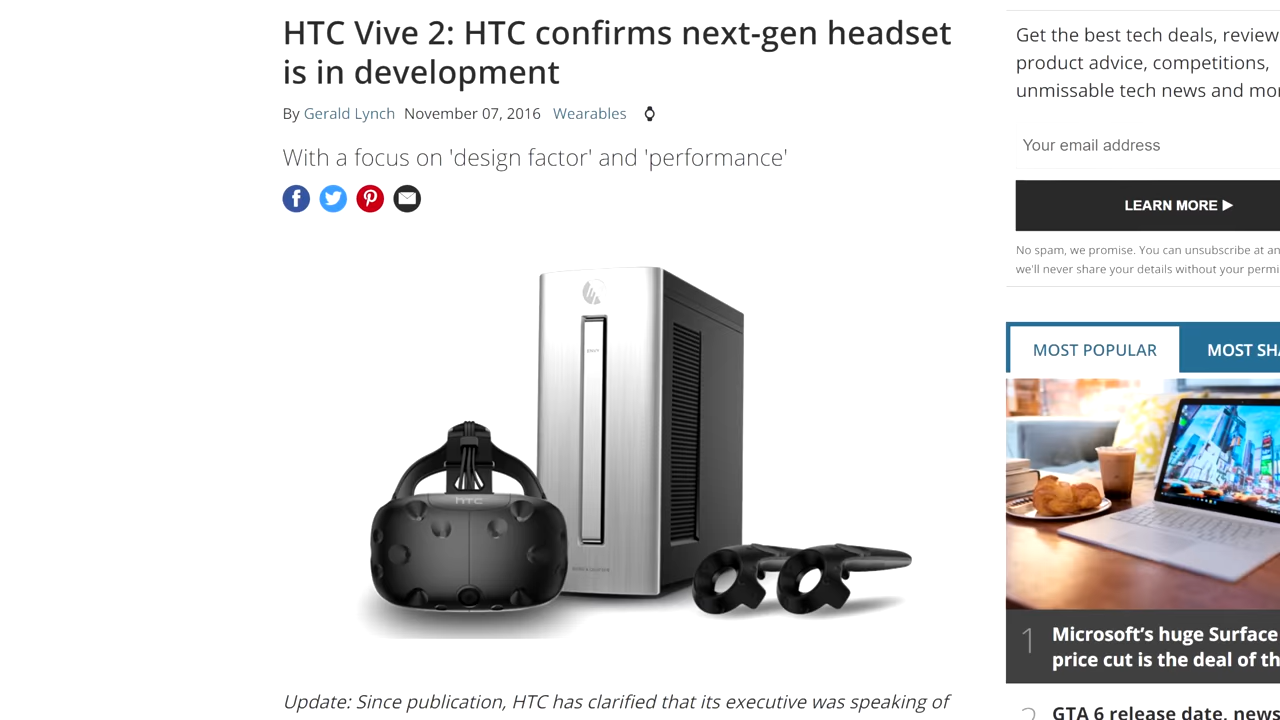 HTC Vive 2: HTC confirms next-gen headset
is in development
By Gerald Lynch November 07, 2016 Wearables
With a focus on 'design factor' and 'performance'
hp
ENVY
hTC
Update: Since publication, HTC has clarified that its executive was speaking of
Get the best tech deals, review
product advice, competitions,
unmissable tech news and mo
Your email address
LEARN MORE ▶
No spam, we promise. You can unsubscribe at an
we'll never share your details without your permi
MOST POPULAR
MOST SH
1
Microsoft's huge Surface
price cut is the deal of th
2
GTA 6 release date, news